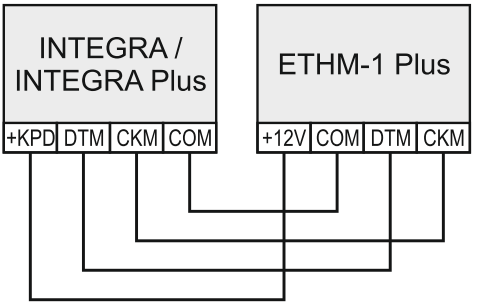 INTEGRA /
INTEGRA Plus
+KPD DTM CKM COM
ETHM-1 Plus
+12V COM DTM CKM